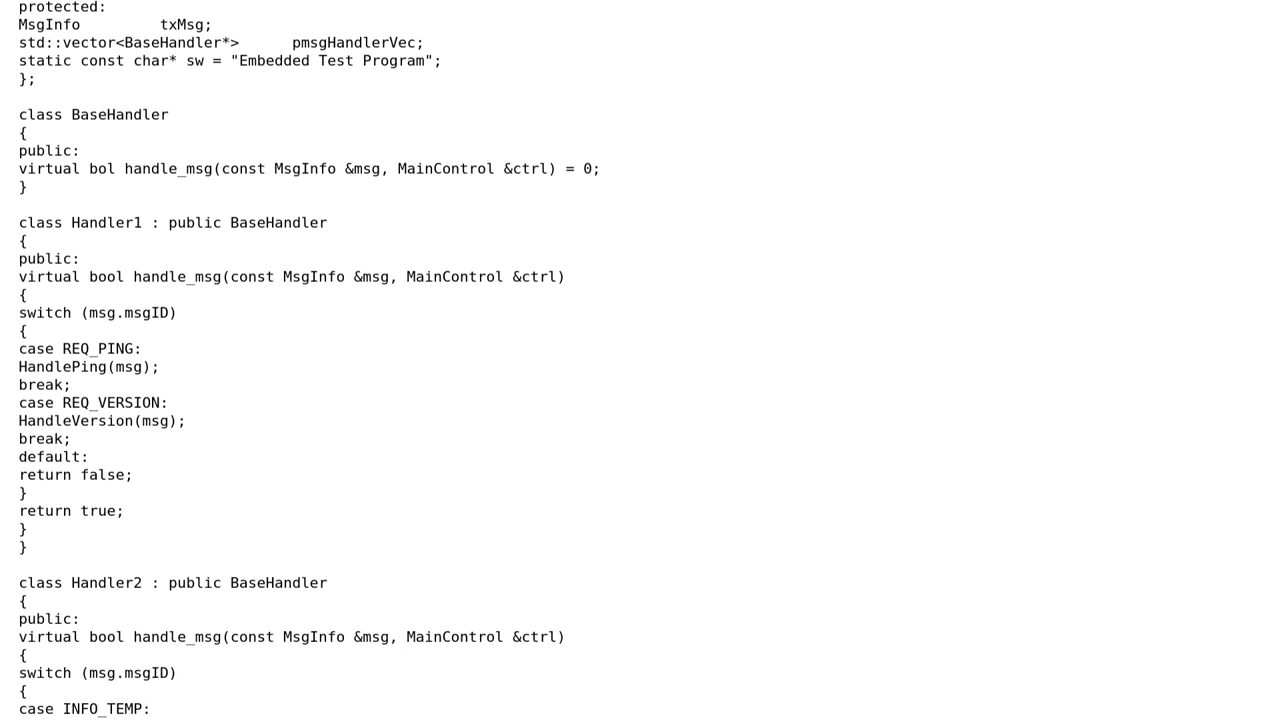 protected:
MsgInfo         txMsg;
std::vector<BaseHandler*>      pmsgHandlerVec;
static const char* sw = "Embedded Test Program";
};

class BaseHandler
{
public:
virtual bol handle_msg(const MsgInfo &msg, MainControl &ctrl) = 0;
}

class Handler1 : public BaseHandler
{
public:
virtual bool handle_msg(const MsgInfo &msg, MainControl &ctrl)
{
switch (msg.msgID)
{
case REQ_PING:
HandlePing(msg);
break;
case REQ_VERSION:
HandleVersion(msg);
break;
default:
return false;
}
return true;
}
}

class Handler2 : public BaseHandler
{
public:
virtual bool handle_msg(const MsgInfo &msg, MainControl &ctrl)
{
switch (msg.msgID)
{
case INFO_TEMP: